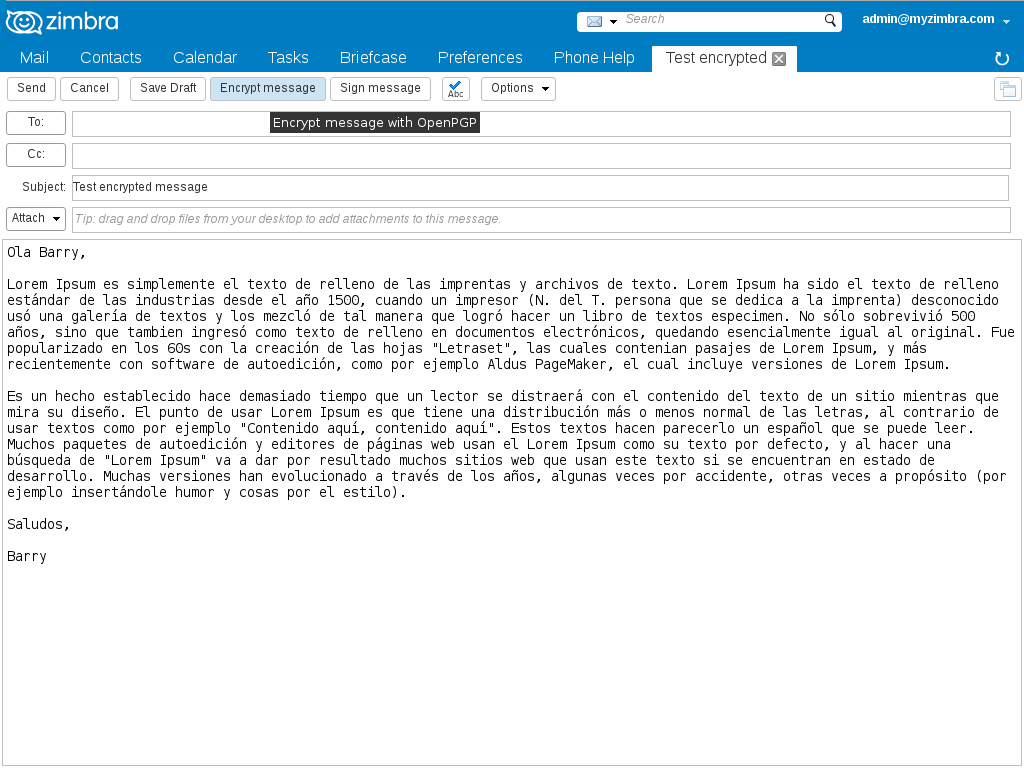 zimbra
Search
admin@myzimbra.com
Mail Contacts Calendar Tasks Briefcase Preferences Phone Help Test encrypted
Send Cancel Save Draft Encrypt message Sign message Abc Options
To:
Encrypt message with OpenPGP
Cc:
Subject: Test encrypted message
Attach Tip: drag and drop files from your desktop to add attachments to this message.
Ola Barry,
Lorem Ipsum es simplemente el texto de relleno de las imprentas y archivos de texto. Lorem Ipsum ha sido el texto de relleno
estándar de las industrias desde el año 1500, cuando un impresor (N. del T. persona que se dedica a la imprenta) desconocido
usó una galería de textos y los mezcló de tal manera que logró hacer un libro de textos especimen. No sólo sobrevivió 500
años, sino que tambien ingresó como texto de relleno en documentos electrónicos, quedando esencialmente igual al original. Fue
popularizado en los 60s con la creación de las hojas "Letraset", las cuales contenian pasajes de Lorem Ipsum, y más
recientemente con software de autoedición, como por ejemplo Aldus PageMaker, el cual incluye versiones de Lorem Ipsum.
Es un hecho establecido hace demasiado tiempo que un lector se distraerá con el contenido del texto de un sitio mientras que
mira su diseño. El punto de usar Lorem Ipsum es que tiene una distribución más o menos normal de las letras, al contrario de
usar textos como por ejemplo "Contenido aquí, contenido aquí". Estos textos hacen parecerlo un español que se puede leer.
Muchos paquetes de autoedición y editores de páginas web usan el Lorem Ipsum como su texto por defecto, y al hacer una
búsqueda de "Lorem Ipsum" va a dar por resultado muchos sitios web que usan este texto si se encuentran en estado de
desarrollo. Muchas versiones han evolucionado a través de los años, algunas veces por accidente, otras veces a propósito (por
ejemplo insertándole humor y cosas por el estilo).
Saludos,
Barry